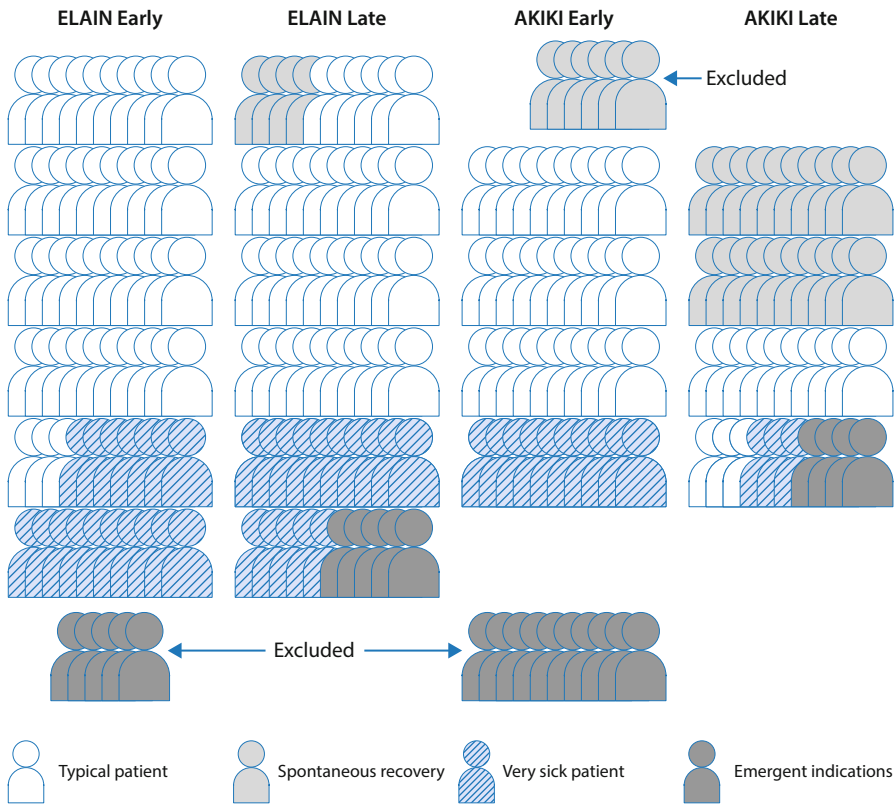 ELAIN Early
ELAIN Late
AKIKI Early
AKIKI Late
Excluded
Excluded
Typical patient
Spontaneous recovery
Very sick patient
Emergent indications